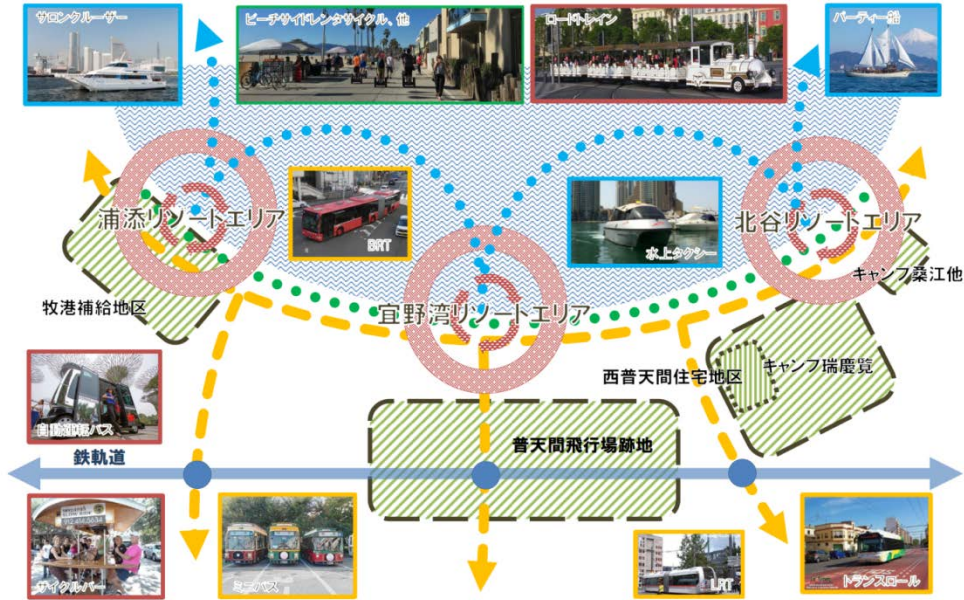 サロンクルーザー
ビーチサイドレンタサイクル、他
ロードトレイン
パーティー船
浦添リゾートエリア
BRT
水上タクシー
北谷リゾートエリア
キャンプ桑江他
牧港補給地区
宜野湾リゾートエリア
西普天間住宅地区
キャンプ瑞慶覧
自動運転バス
普天間飛行場跡地
鉄軌道
サイクルバー
ミニバス
LRT
トランスロール